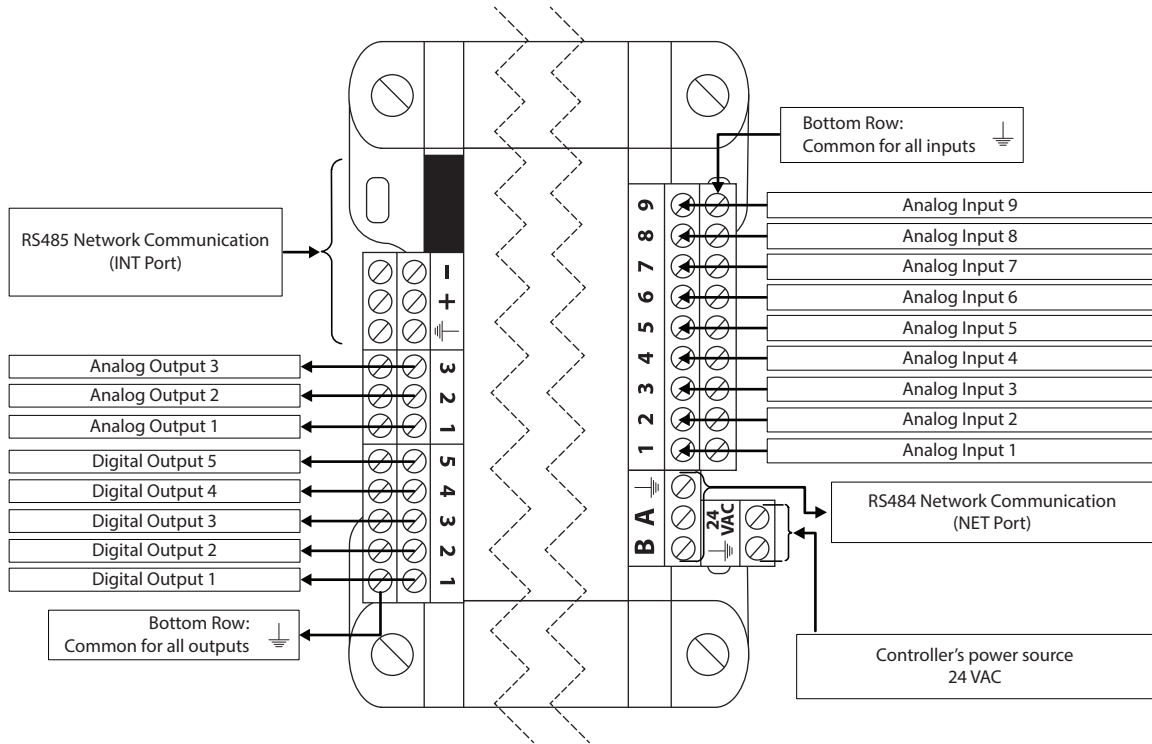 Bottom Row:
Common for all inputs
RS485 Network Communication
(INT Port)
-
+
Analog Output 3
Analog Output 2
Analog Output 1
Digital Output 5
Digital Output 4
Digital Output 3
Digital Output 2
Digital Output 1
3
2
1
5
4
3
2
1
Bottom Row:
Common for all outputs
9
8
7
6
5
4
3
2
1
B A
24
VAC
Analog Input 9
Analog Input 8
Analog Input 7
Analog Input 6
Analog Input 5
Analog Input 4
Analog Input 3
Analog Input 2
Analog Input 1
RS484 Network Communication
(NET Port)
Controller's power source
24 VAC